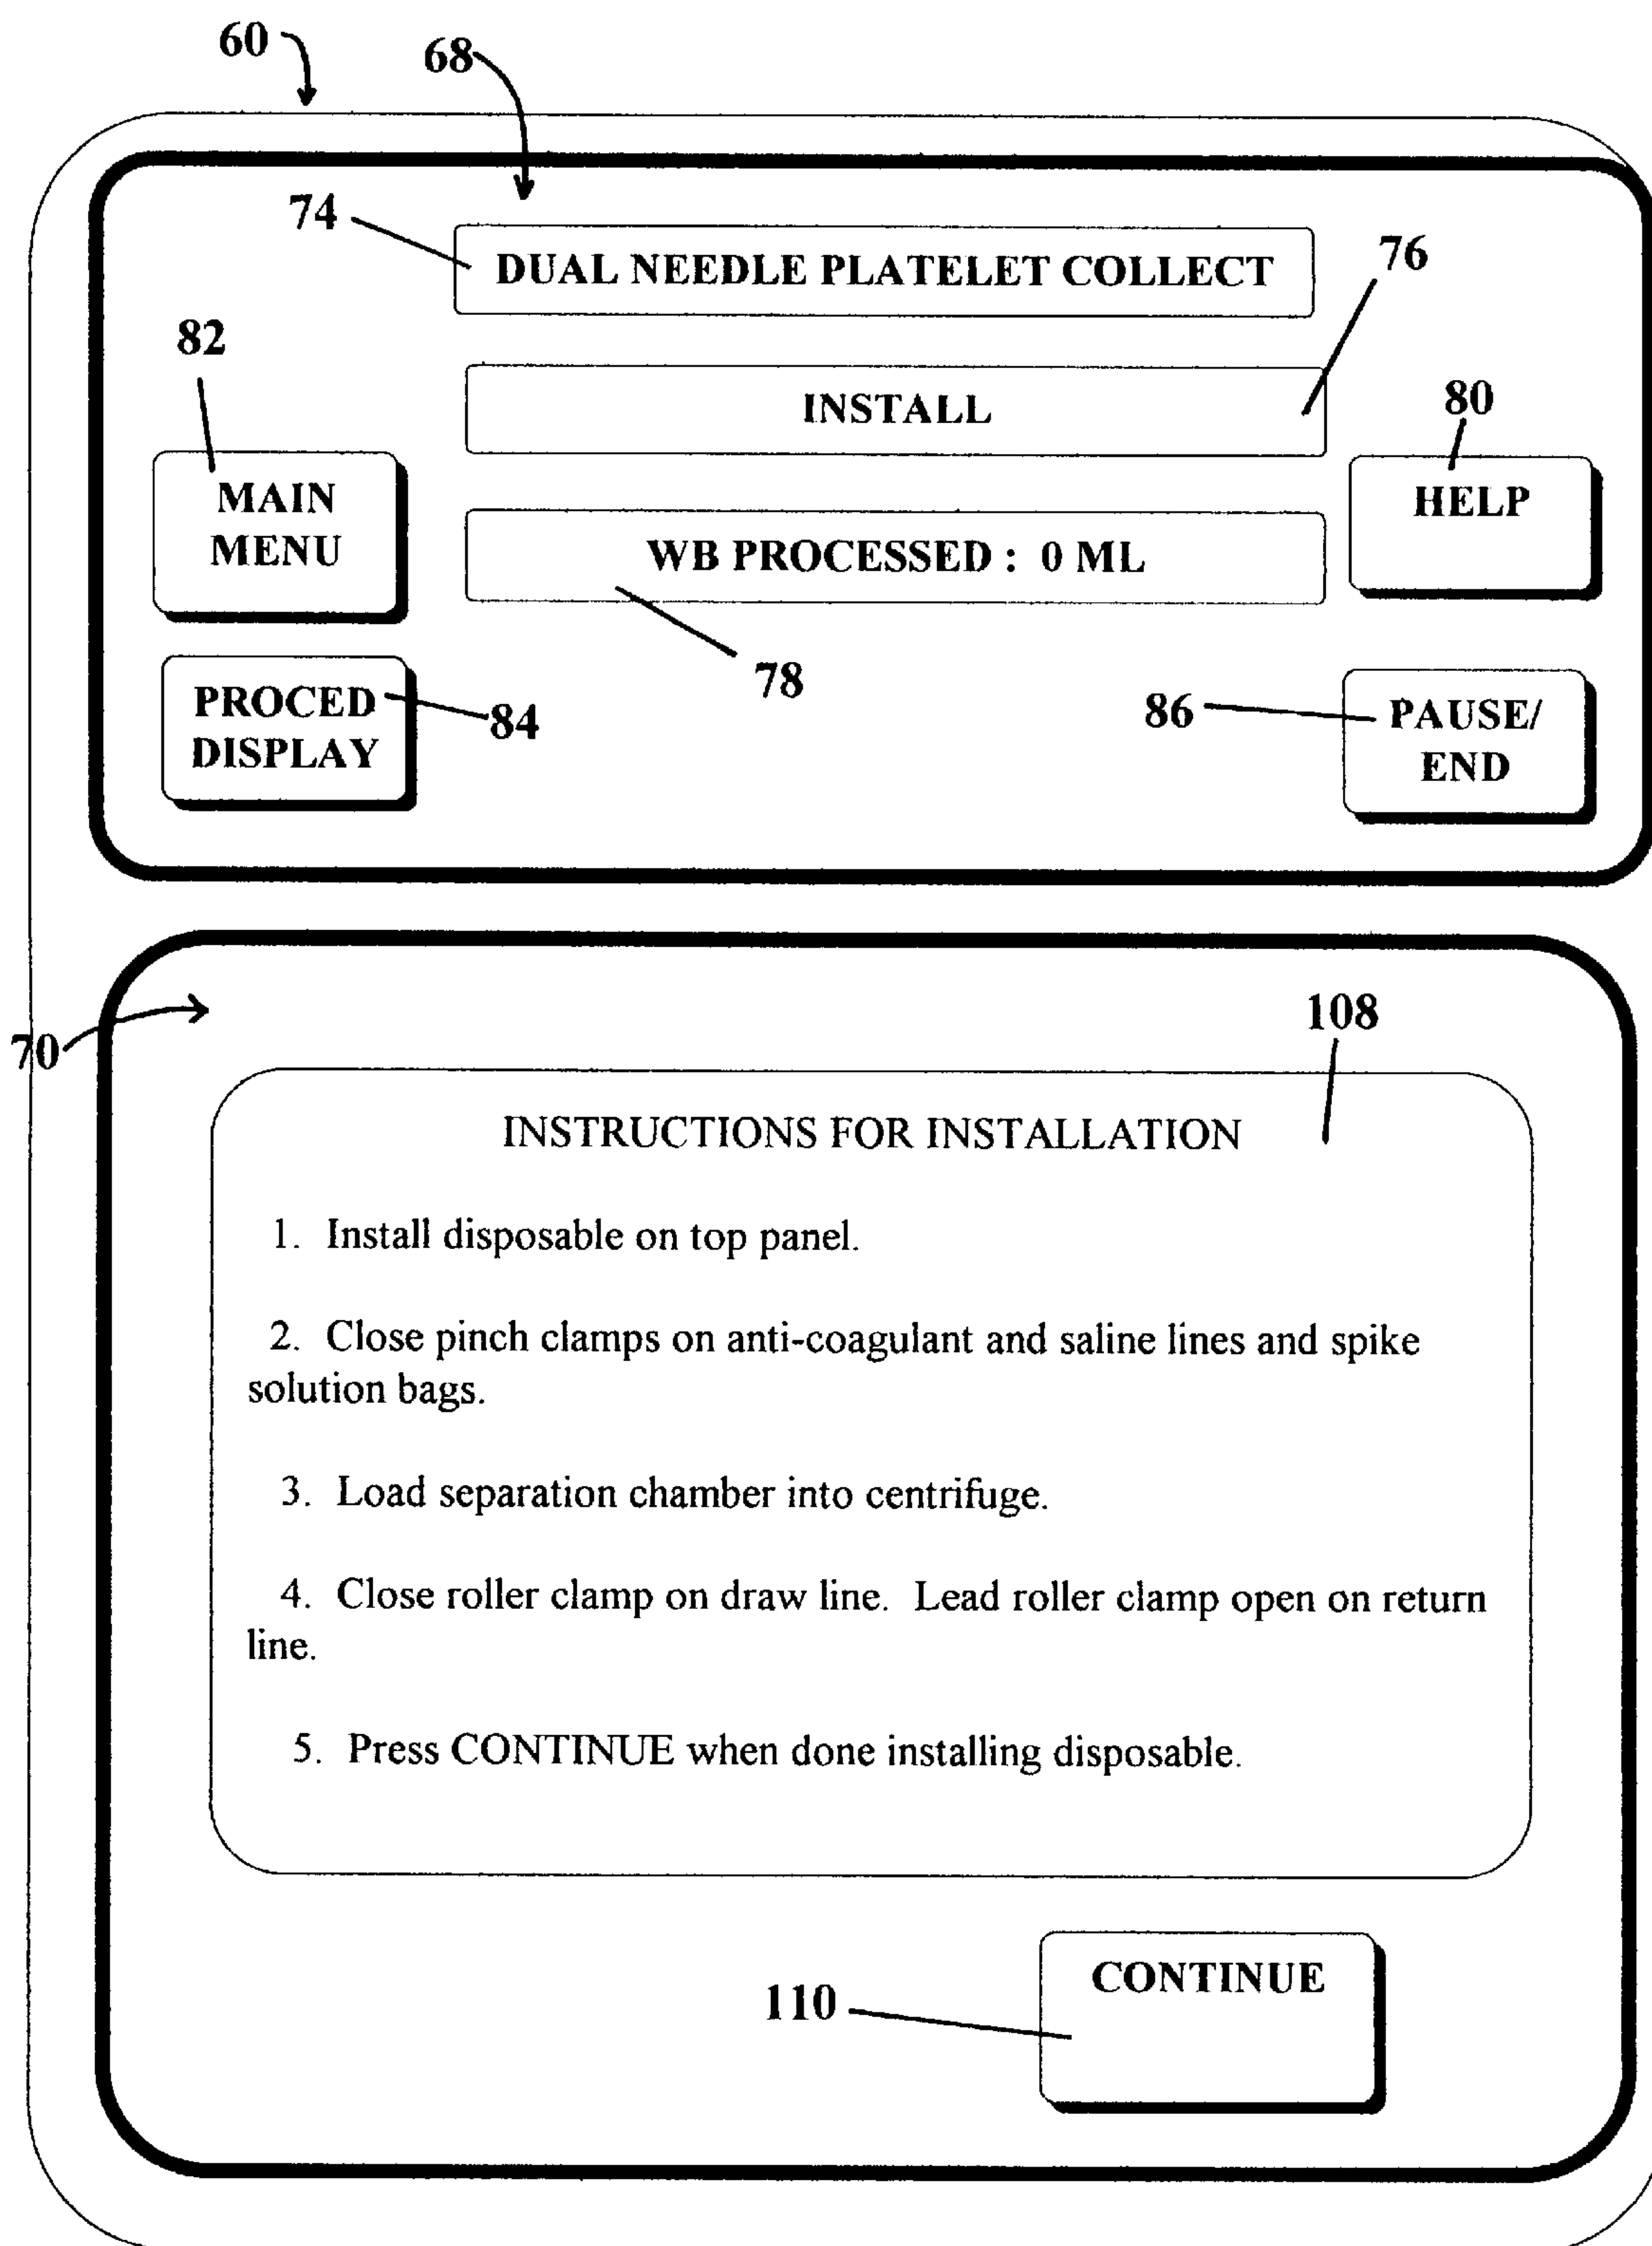 60
68
74
DUAL NEEDLE PLATELET COLLECT
76
82
INSTALL
80
MAIN
MENU
HELP
WB PROCESSED : 0 ML
78
PROCED
DISPLAY
84
86
PAUSE/
END
70
108
INSTRUCTIONS FOR INSTALLATION
1. Install disposable on top panel.
2. Close pinch clamps on anti-coagulant and saline lines and spike
solution bags.
3. Load separation chamber into centrifuge.
4. Close roller clamp on draw line. Lead roller clamp open on return
line.
5. Press CONTINUE when done installing disposable.
CONTINUE
110